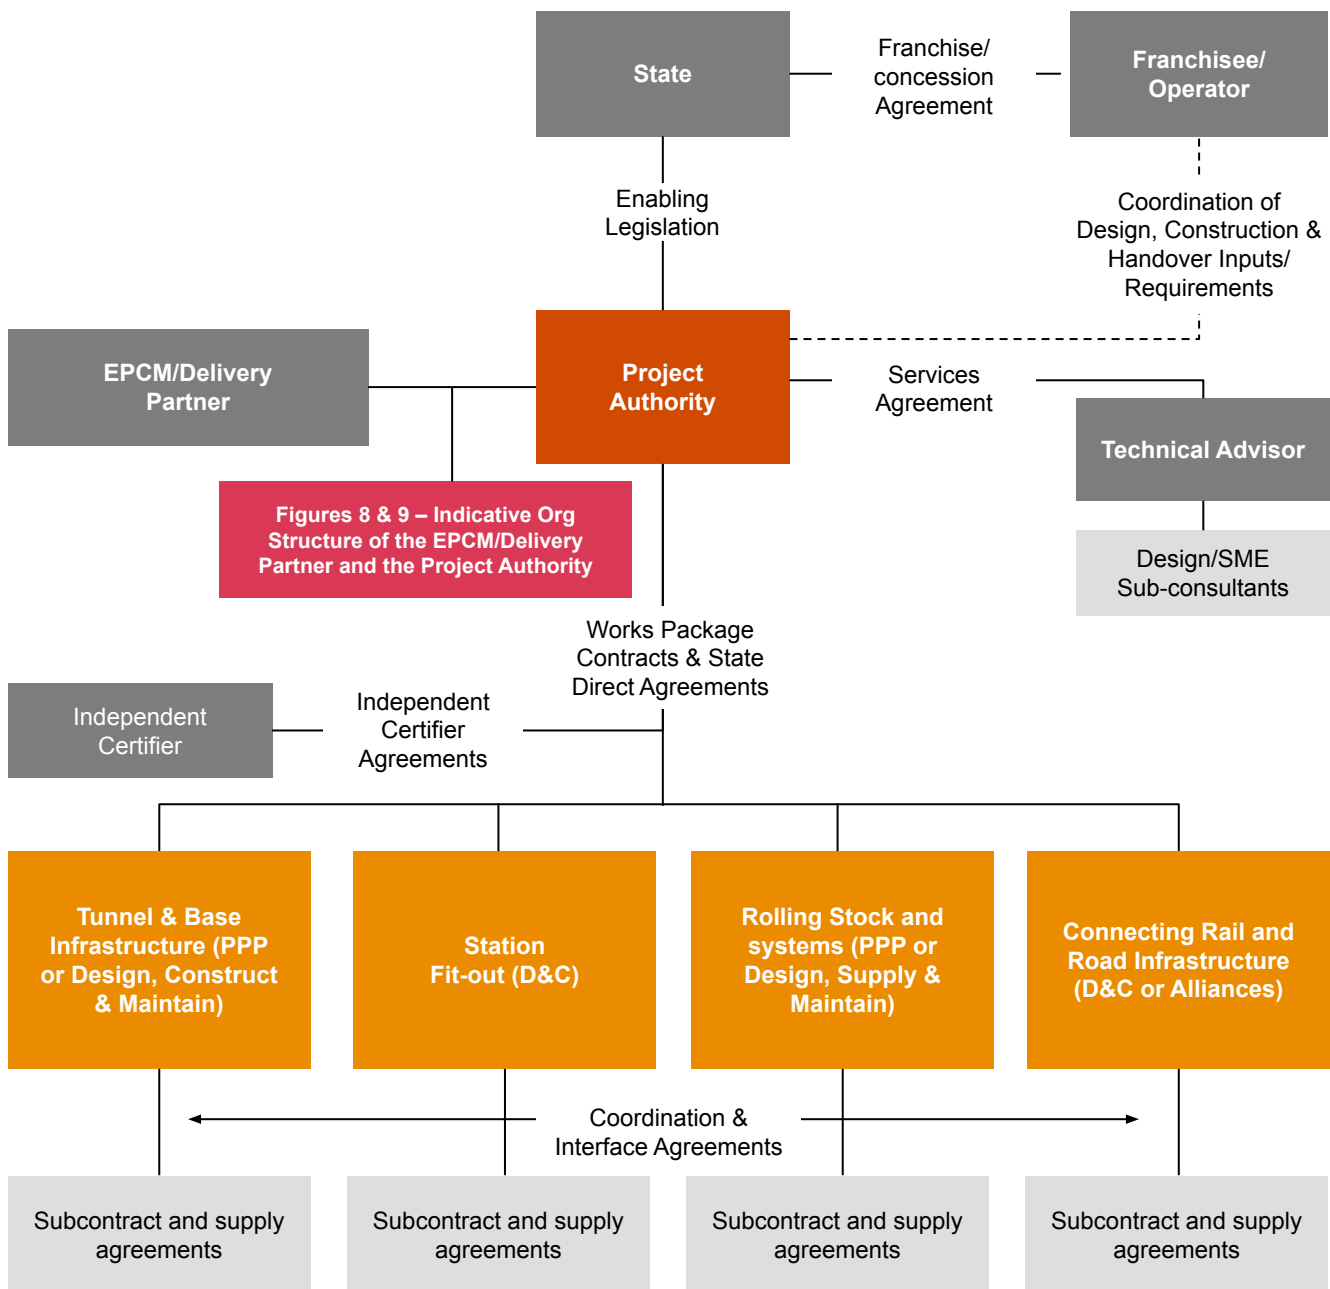 State
Franchise/
concession
Agreement
Franchisee/
Operator
Enabling
Legislation
Coordination of
Design, Construction &
Handover Inputs/
Requirements
EPCM/Delivery
Partner
Project
Authority
Services
Agreement
Technical Advisor
Figures 8 & 9 – Indicative Org
Structure of the EPCM/Delivery
Partner and the Project Authority
Design/SME
Sub-consultants
Works Package
Contracts & State
Direct Agreements
Independent
Certifier
Independent
Certifier
Agreements
Tunnel & Base
Infrastructure (PPP
or Design, Construct
& Maintain)
Station
Fit-out (D&C)
Rolling Stock and
systems (PPP or
Design, Supply &
Maintain)
Connecting Rail and
Road Infrastructure
(D&C or Alliances)
Coordination &
Interface Agreements
Subcontract and supply
agreements
Subcontract and supply
agreements
Subcontract and supply
agreements
Subcontract and supply
agreements